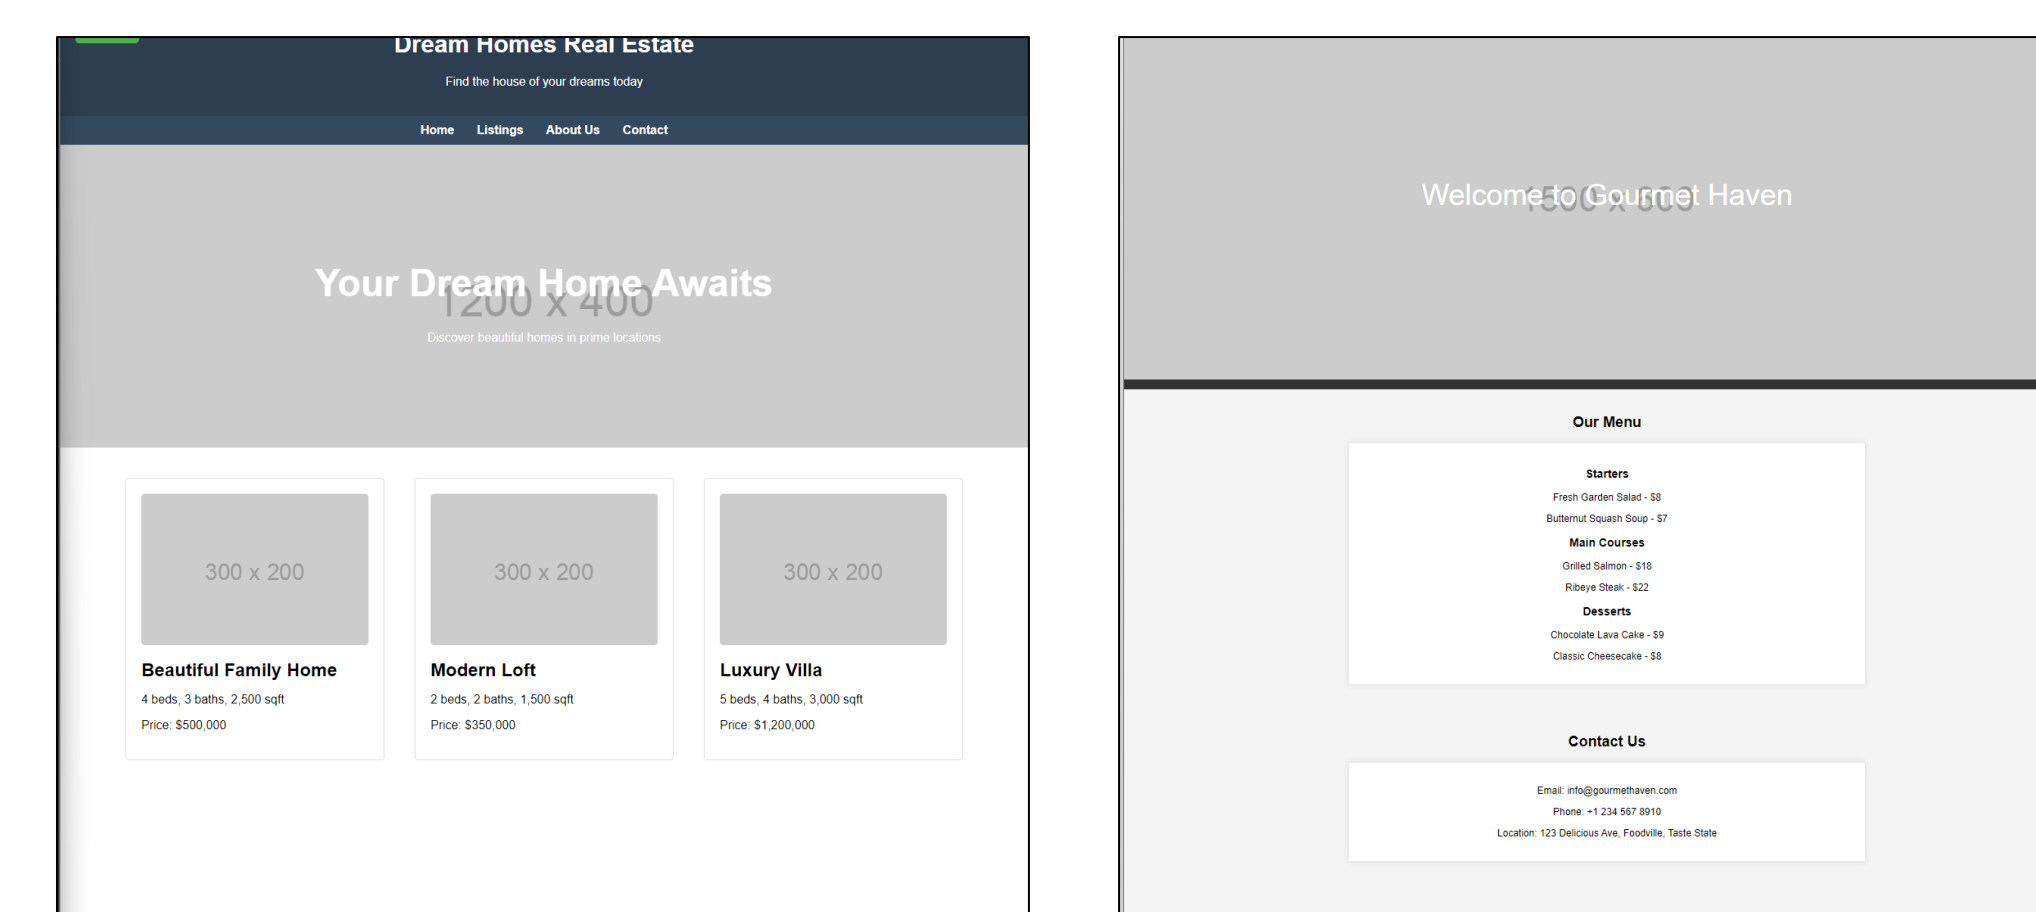 Dream Homes Real Estate
Find the house of your dreams today
Home Listings About Us Contact
1200 x 400
Your Dream Home Awaits
Discover beautiful homes in prime locations
300 x 200
Beautiful Family Home
4 beds, 3 baths, 2,500 sqft
Price: $500,000
300 x 200
Modern Loft
2 beds, 2 baths, 1,500 sqft
Price: $350,000
300 x 200
Luxury Villa
5 beds, 4 baths, 3,000 sqft
Price: $1,200,000
Welcome to Gourmet Haven
Our Menu
Starters
Fresh Garden Salad - $8
Butternut Squash Soup - $7
Main Courses
Grilled Salmon - $18
Ribeye Steak - $22
Desserts
Chocolate Lava Cake - $9
Classic Cheesecake - $8
Contact Us
Email: info@gourmethaven.com
Phone: +1 234 567 8910
Location: 123 Delicious Ave, Foodville, Taste State